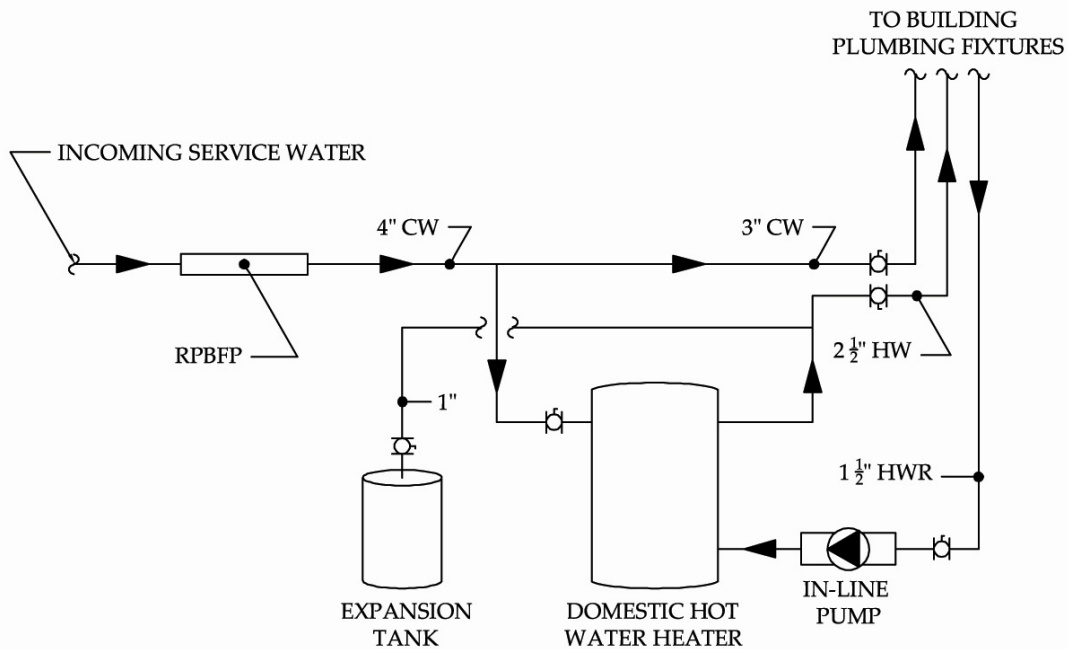 TO BUILDING
PLUMBING FIXTURES
INCOMING SERVICE WATER
4" CW
3" CW
RPBFP
2 1/2" HW
1"
1 1/2" HWR
EXPANSION
TANK
DOMESTIC HOT
WATER HEATER
IN-LINE
PUMP